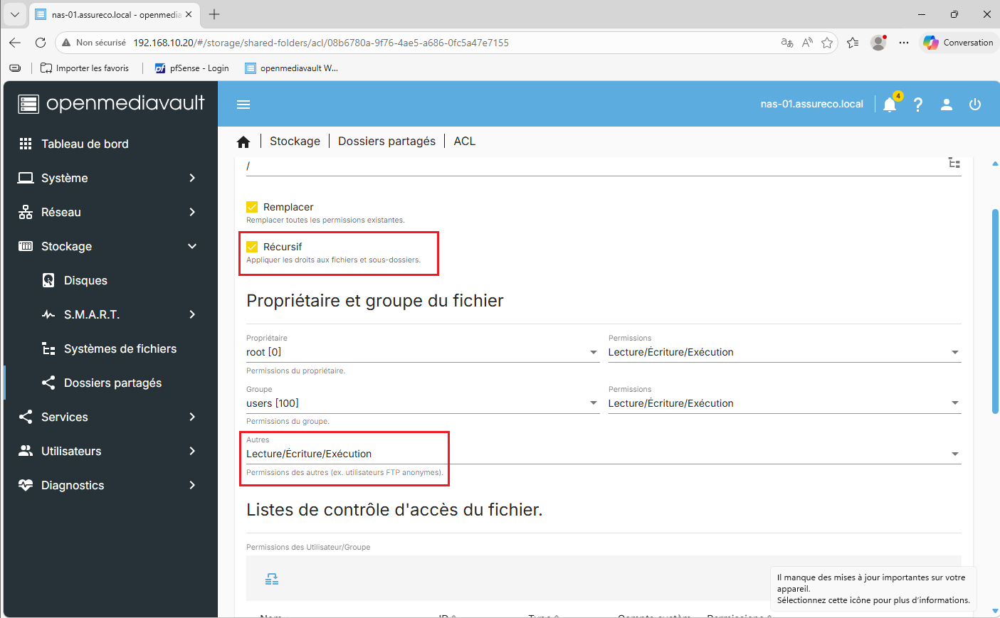 nas-01.assureco.local - openmedia
Non sécurisé
192.168.10.20/#/storage/shared-folders/acl/08b6780a-9f76-4ae5-a686-0fc5a47e7155
Conversation
Importer les favoris
pfSense - Login
openmediavault W...
openmediavault
nas-01.assureco.local
4
Tableau de bord
Système
Réseau
Stockage
Disques
S.M.A.R.T.
Systèmes de fichiers
Dossiers partagés
Services
Utilisateurs
Diagnostics
Stockage | Dossiers partagés | ACL
/
Remplacer
Remplacer toutes les permissions existantes.
Récursif
Appliquer les droits aux fichiers et sous-dossiers.
Propriétaire et groupe du fichier
Propriétaire Permissions
root [0] Lecture/Écriture/Exécution
Permissions du propriétaire.
Groupe Permissions
users [100] Lecture/Écriture/Exécution
Permissions du groupe.
Autres
Lecture/Écriture/Exécution
Permissions des autres (ex. utilisateurs FTP anonymes).
Listes de contrôle d'accès du fichier.
Permissions des Utilisateur/Groupe
Il manque des mises à jour importantes sur votre
appareil.
Sélectionnez cette icône pour plus d'informations.